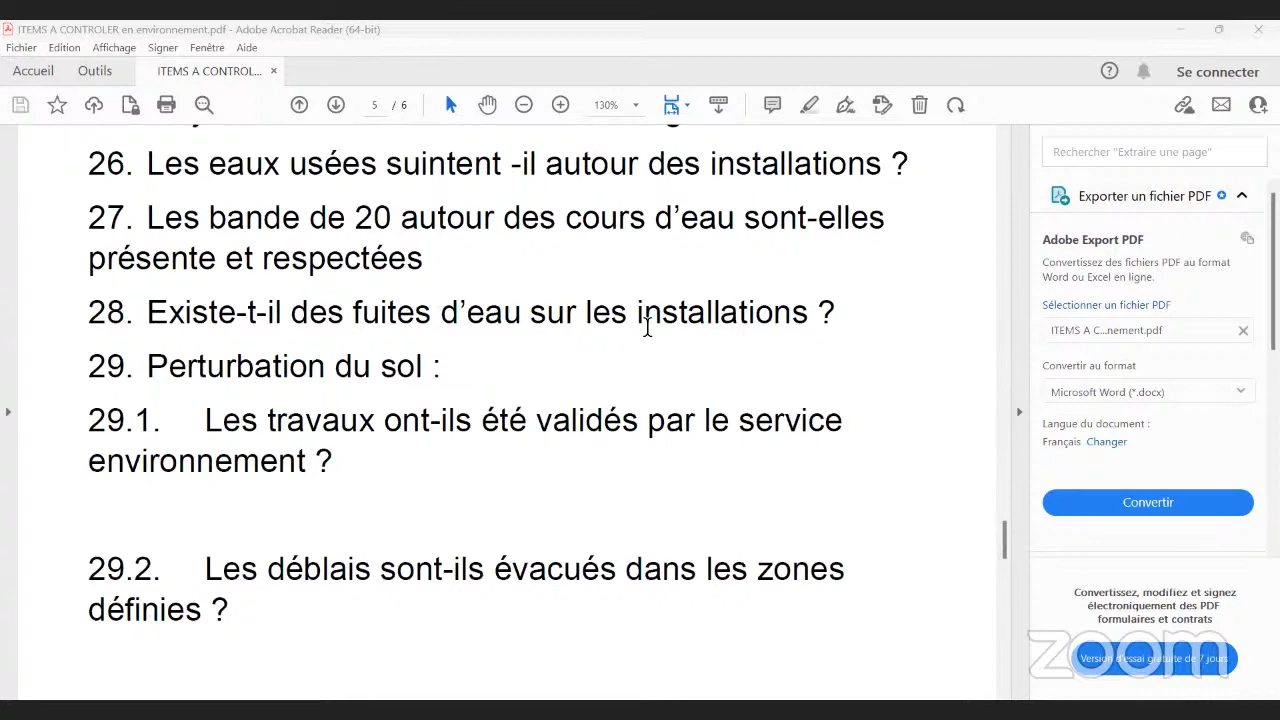 ITEMS A CONTROLER en environnement.pdf - Adobe Acrobat Reader (64-bit)
Fichier Edition Affichage Signer Fenêtre Aide
Accueil Outils ITEMS A CONTROL... × Se connecter
5 / 6 130%
26. Les eaux usées suintent -il autour des installations ?
27. Les bande de 20 autour des cours d'eau sont-elles
présente et respectées
28. Existe-t-il des fuites d'eau sur les installations ?
29. Perturbation du sol :
29.1. Les travaux ont-ils été validés par le service
environnement ?
29.2. Les déblais sont-ils évacués dans les zones
définies ?
Rechercher "Extraire une page"
Exporter un fichier PDF
Adobe Export PDF
Convertissez des fichiers PDF au format
Word ou Excel en ligne.
Sélectionner un fichier PDF
ITEMS A C...nement.pdf
Convertir au format
Microsoft Word (*.docx)
Langue du document :
Français Changer
Convertir
Convertissez, modifiez et signez
électroniquement des PDF
formulaires et contrats
Version d'essai gratuite de 7 jours
zoom